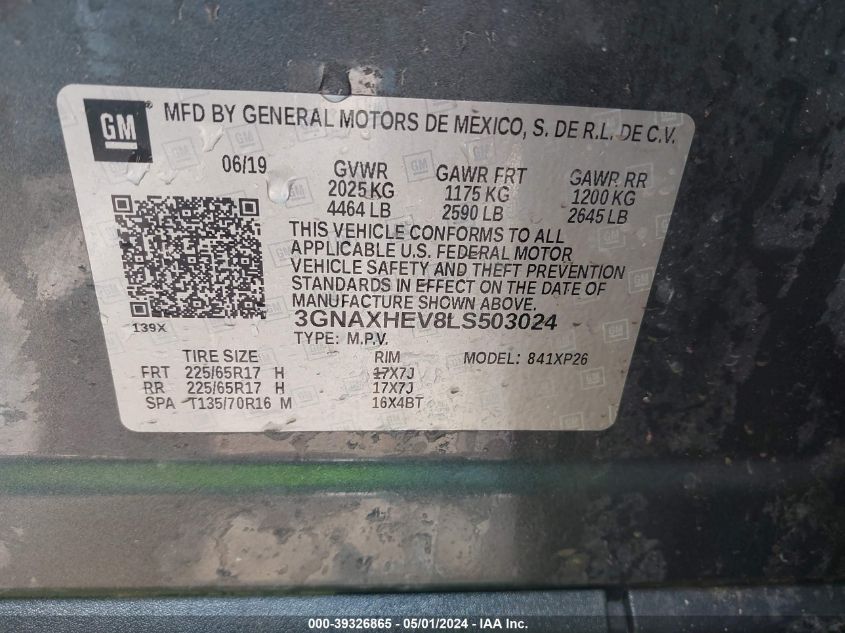 GM ® MFD BY GENERAL MOTORS DE MEXICO, S. DE R.L. DE C.V.
06/19 GVWR GAWR FRT GAWR RR
2025 KG 1175 KG 1200 KG
4464 LB 2590 LB 2645 LB
THIS VEHICLE CONFORMS TO ALL
APPLICABLE U.S. FEDERAL MOTOR
VEHICLE SAFETY AND THEFT PREVENTION
STANDARDS IN EFFECT ON THE DATE OF
MANUFACTURE SHOWN ABOVE.
139X 3GNAXHEV8LS503024
TYPE: M.P.V.
TIRE SIZE RIM MODEL: 841XP26
FRT 225/65R17 H 17X7J
RR 225/65R17 H 17X7J
SPA T135/70R16 M 16X4BT
000-39326865 - 05/01/2024 - IAA Inc.